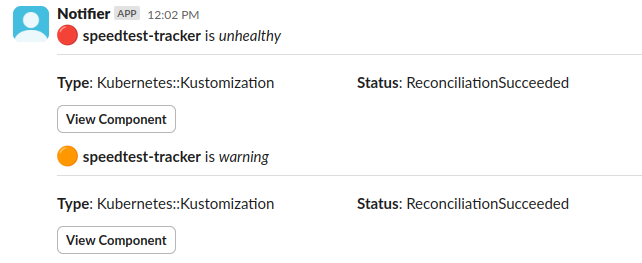 Notifier APP 12:02 PM
🔴 speedtest-tracker is unhealthy
Type: Kubernetes::Kustomization Status: ReconciliationSucceeded
View Component
🟠 speedtest-tracker is warning
Type: Kubernetes::Kustomization Status: ReconciliationSucceeded
View Component